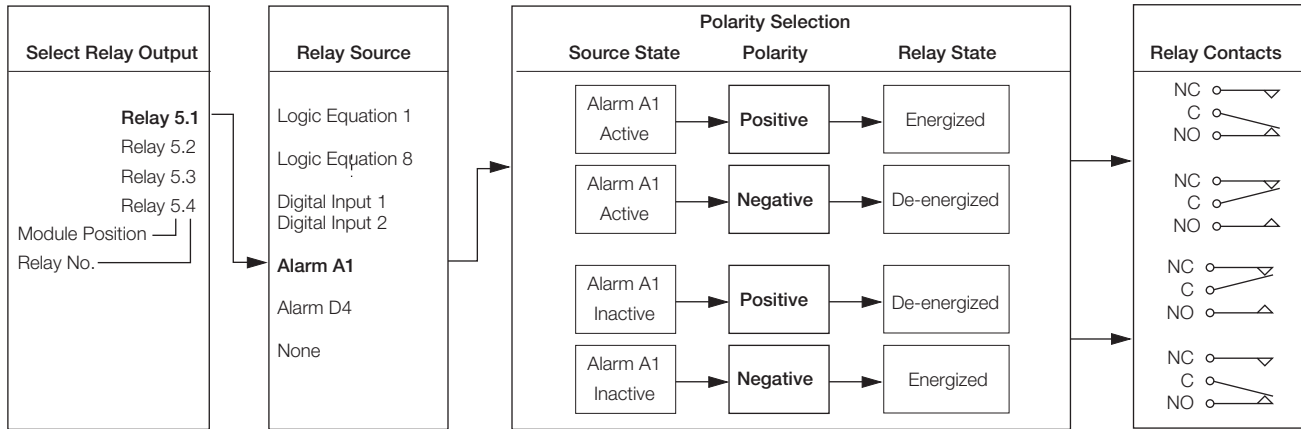 Select Relay Output
Relay 5.1
Relay 5.2
Relay 5.3
Relay 5.4
Module Position
Relay No.
Relay Source
Logic Equation 1
Logic Equation 8
Digital Input 1
Digital Input 2
Alarm A1
Alarm D4
None
Polarity Selection
Source State Polarity Relay State
Alarm A1
Active
Positive
Energized
Alarm A1
Active
Negative
De-energized
Alarm A1
Inactive
Positive
De-energized
Alarm A1
Inactive
Negative
Energized
Relay Contacts
NC
C
NO
NC
C
NO
NC
C
NO
NC
C
NO